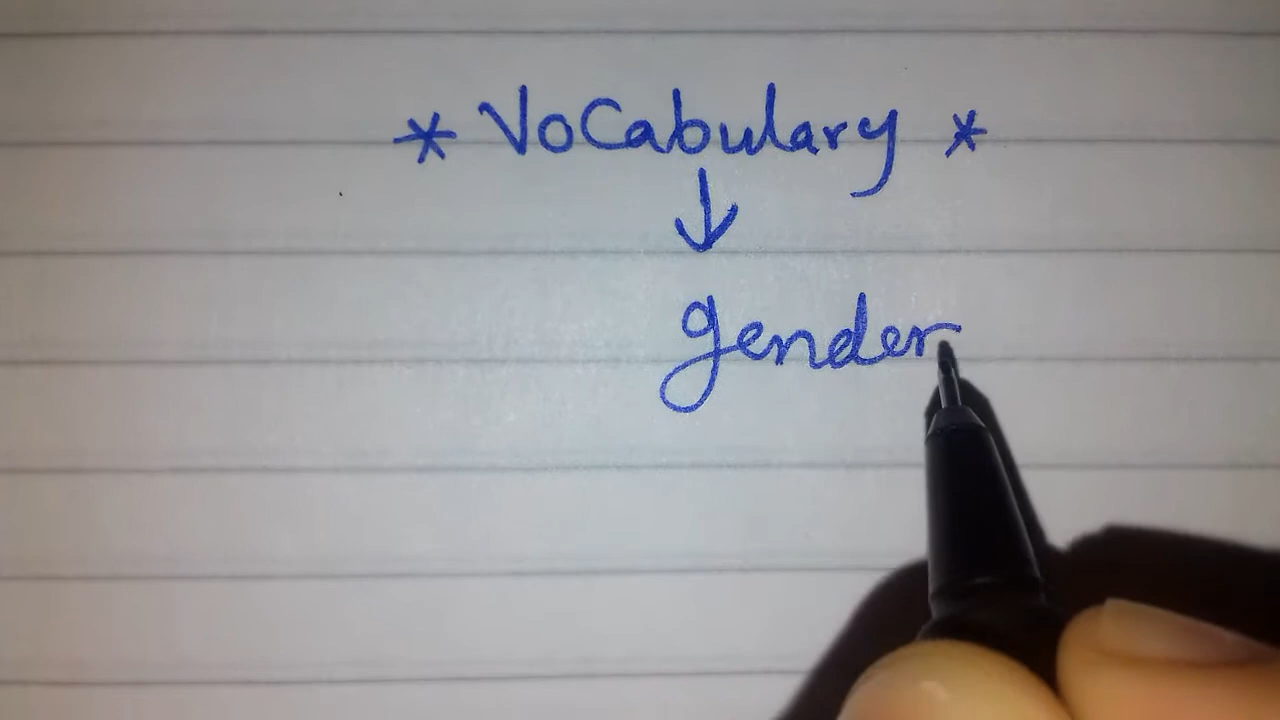 * VoCabulary *
↓
gender